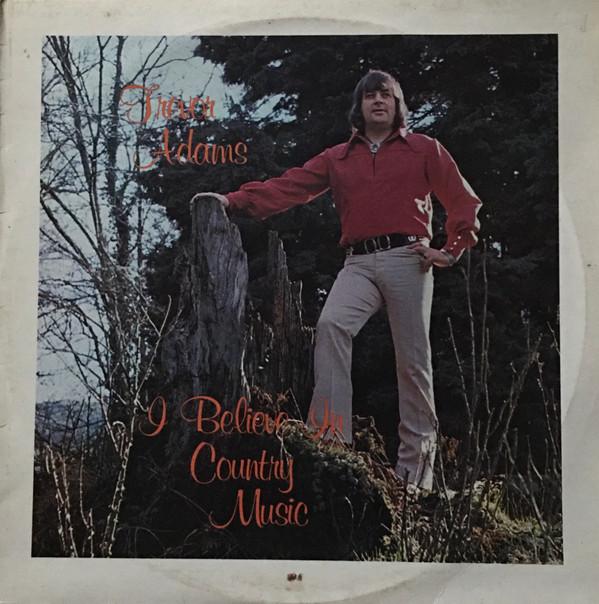 Trevor
Adams
I Believe In
Country
Music